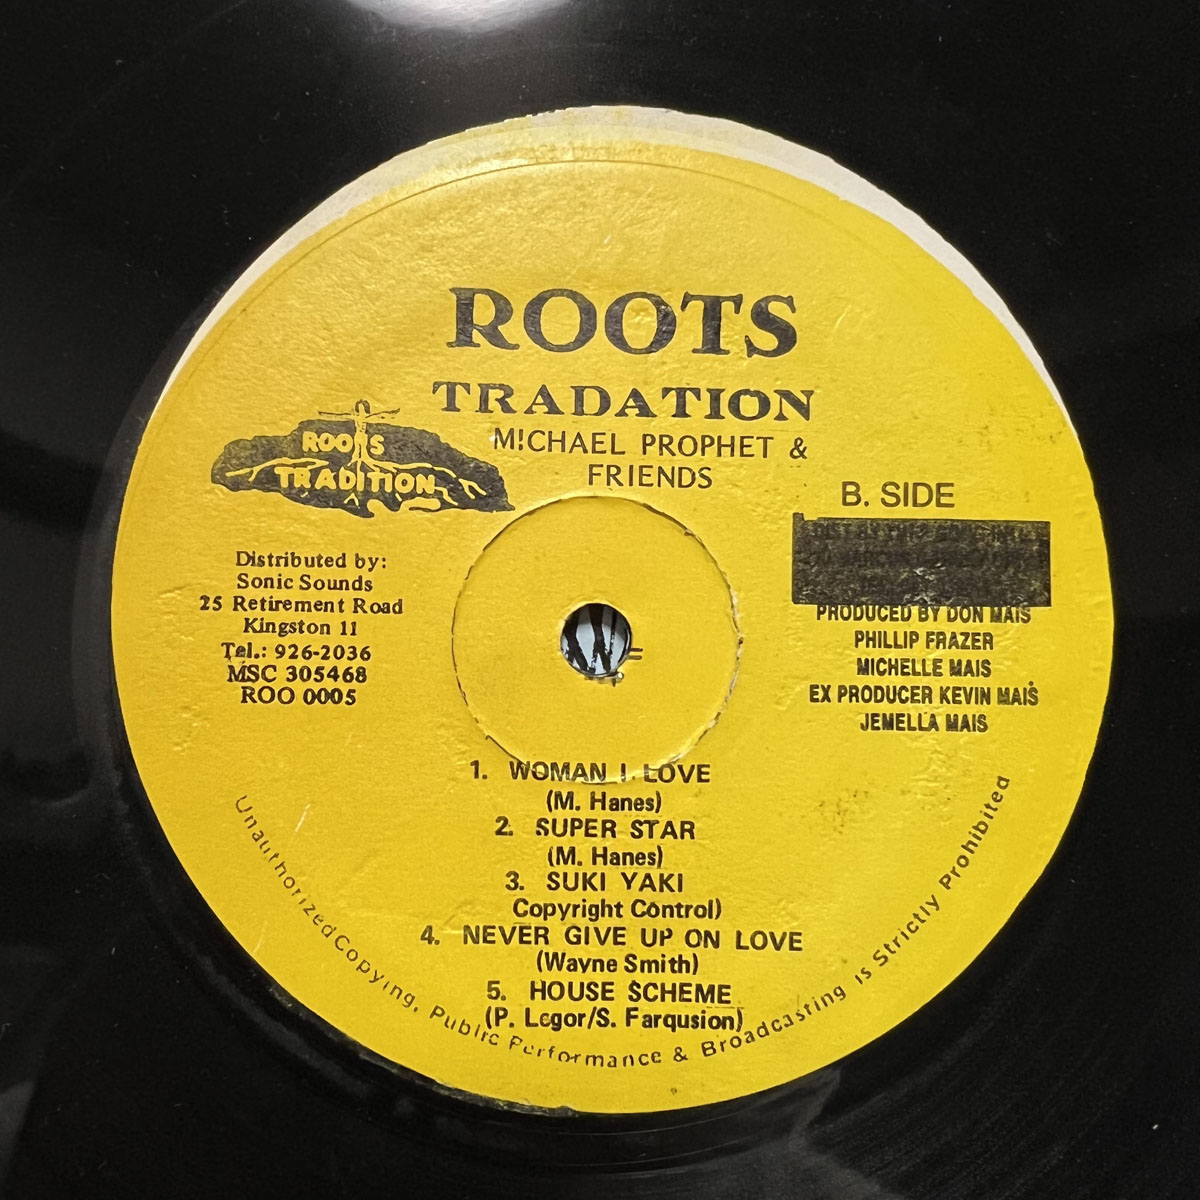 ROOTS
TRADATION
MICHAEL PROPHET &
FRIENDS
ROOTS
TRADITION
B. SIDE
Distributed by:
Sonic Sounds
25 Retirement Road
Kingston 11
Tel.: 926-2036
MSC 305468
ROO 0005
PRODUCED BY DON MAIS
PHILLIP FRAZER
MICHELLE MAIS
EX PRODUCER KEVIN MAIS
JEMELLA MAIS
1. WOMAN I LOVE
(M. Hanes)
2. SUPER STAR
(M. Hanes)
3. SUKI YAKI
Copyright Control)
4. NEVER GIVE UP ON LOVE
(Wayne Smith)
5. HOUSE SCHEME
(P. Legor/S. Farqusion)
Unauthorized Copying, Public Performance & Broadcasting is Strictly Prohibited